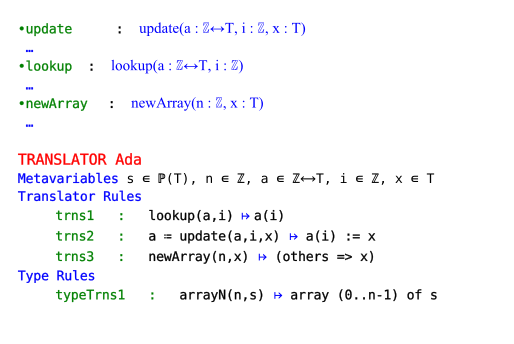 •update : update(a : ℤ↔T, i : ℤ, x : T)
…
•lookup : lookup(a : ℤ↔T, i : ℤ)
…
•newArray : newArray(n : ℤ, x : T)
…
TRANSLATOR Ada
Metavariables s ∈ ℙ(T), n ∈ ℤ, a ∈ ℤ↔T, i ∈ ℤ, x ∈ T
Translator Rules
trns1 : lookup(a,i) ⤇ a(i)
trns2 : a ≔ update(a,i,x) ⤇ a(i) := x
trns3 : newArray(n,x) ⤇ (others => x)
Type Rules
typeTrns1 : arrayN(n,s) ⤇ array (0..n-1) of s